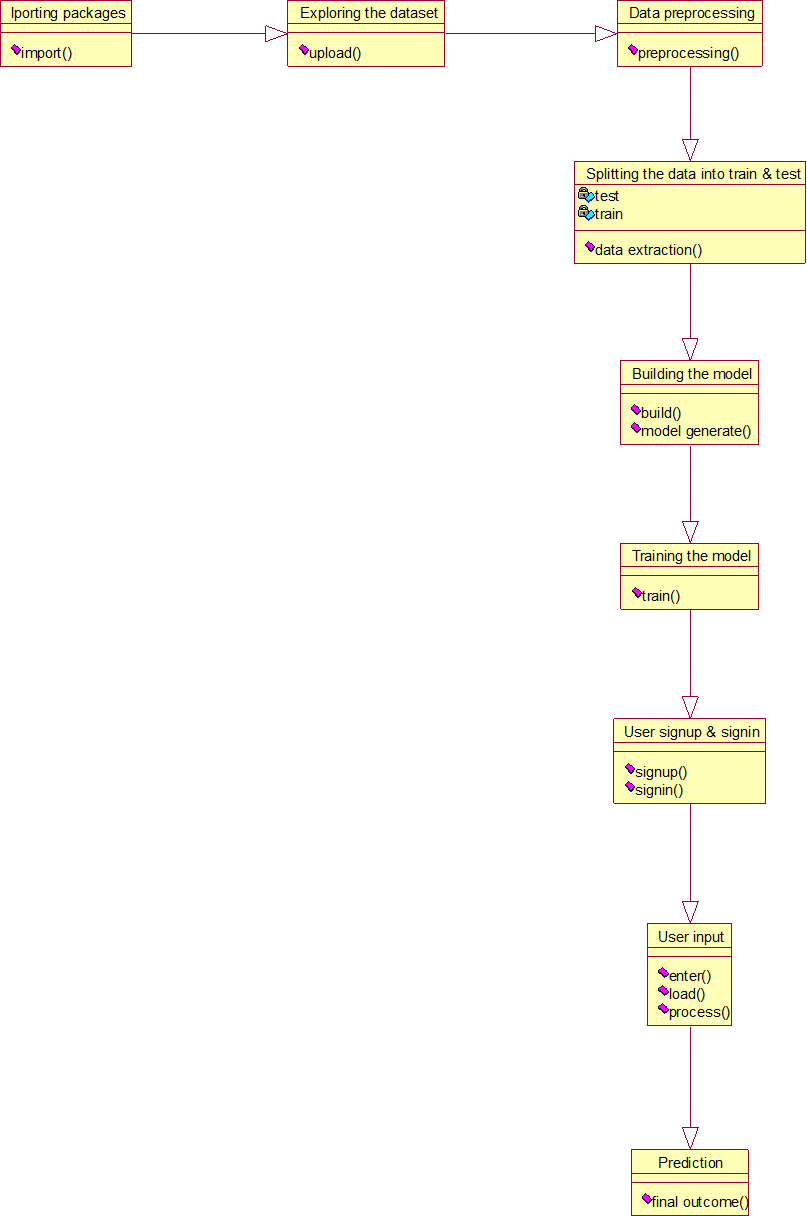 Iporting packages
import()
Exploring the dataset
upload()
Data preprocessing
preprocessing()
Splitting the data into train & test
test
train
data extraction()
Building the model
build()
model generate()
Training the model
train()
User signup & signin
signup()
signin()
User input
enter()
load()
process()
Prediction
final outcome()